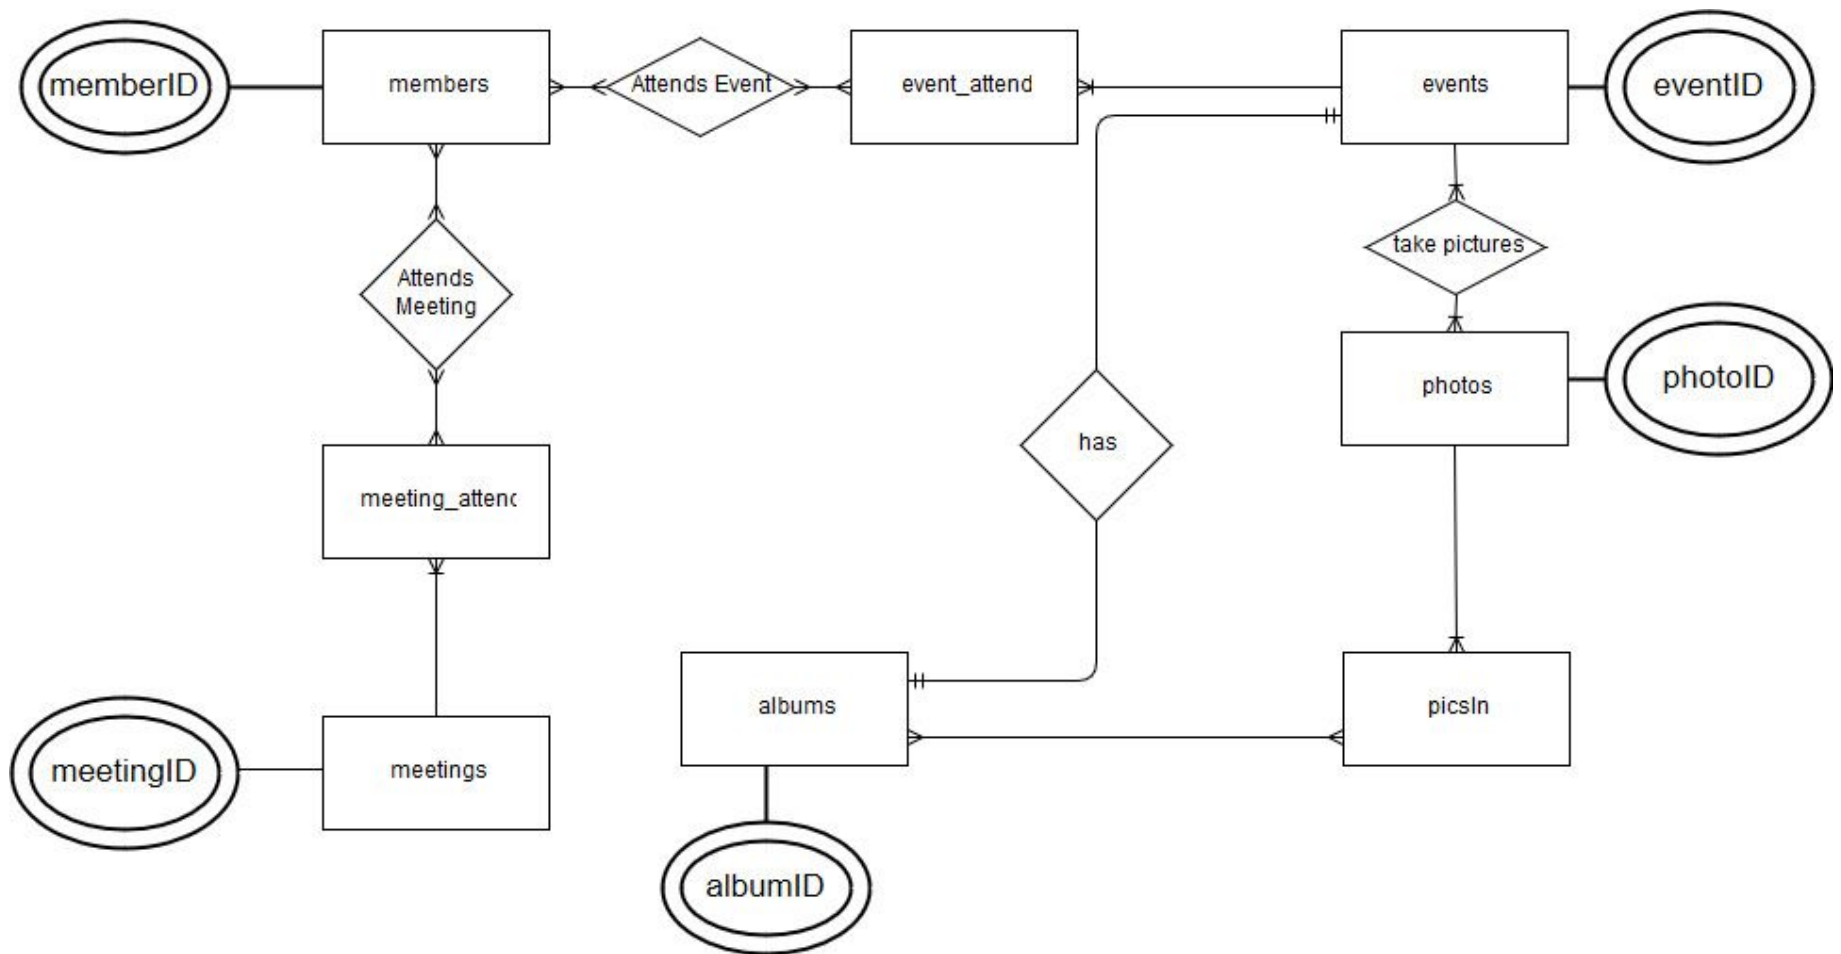 memberID
members
Attends Event
event_attend
events
eventID
take pictures
Attends
Meeting
photos
photoID
has
meeting_attenc
albums
picsIn
meetings
meetingID
albumID